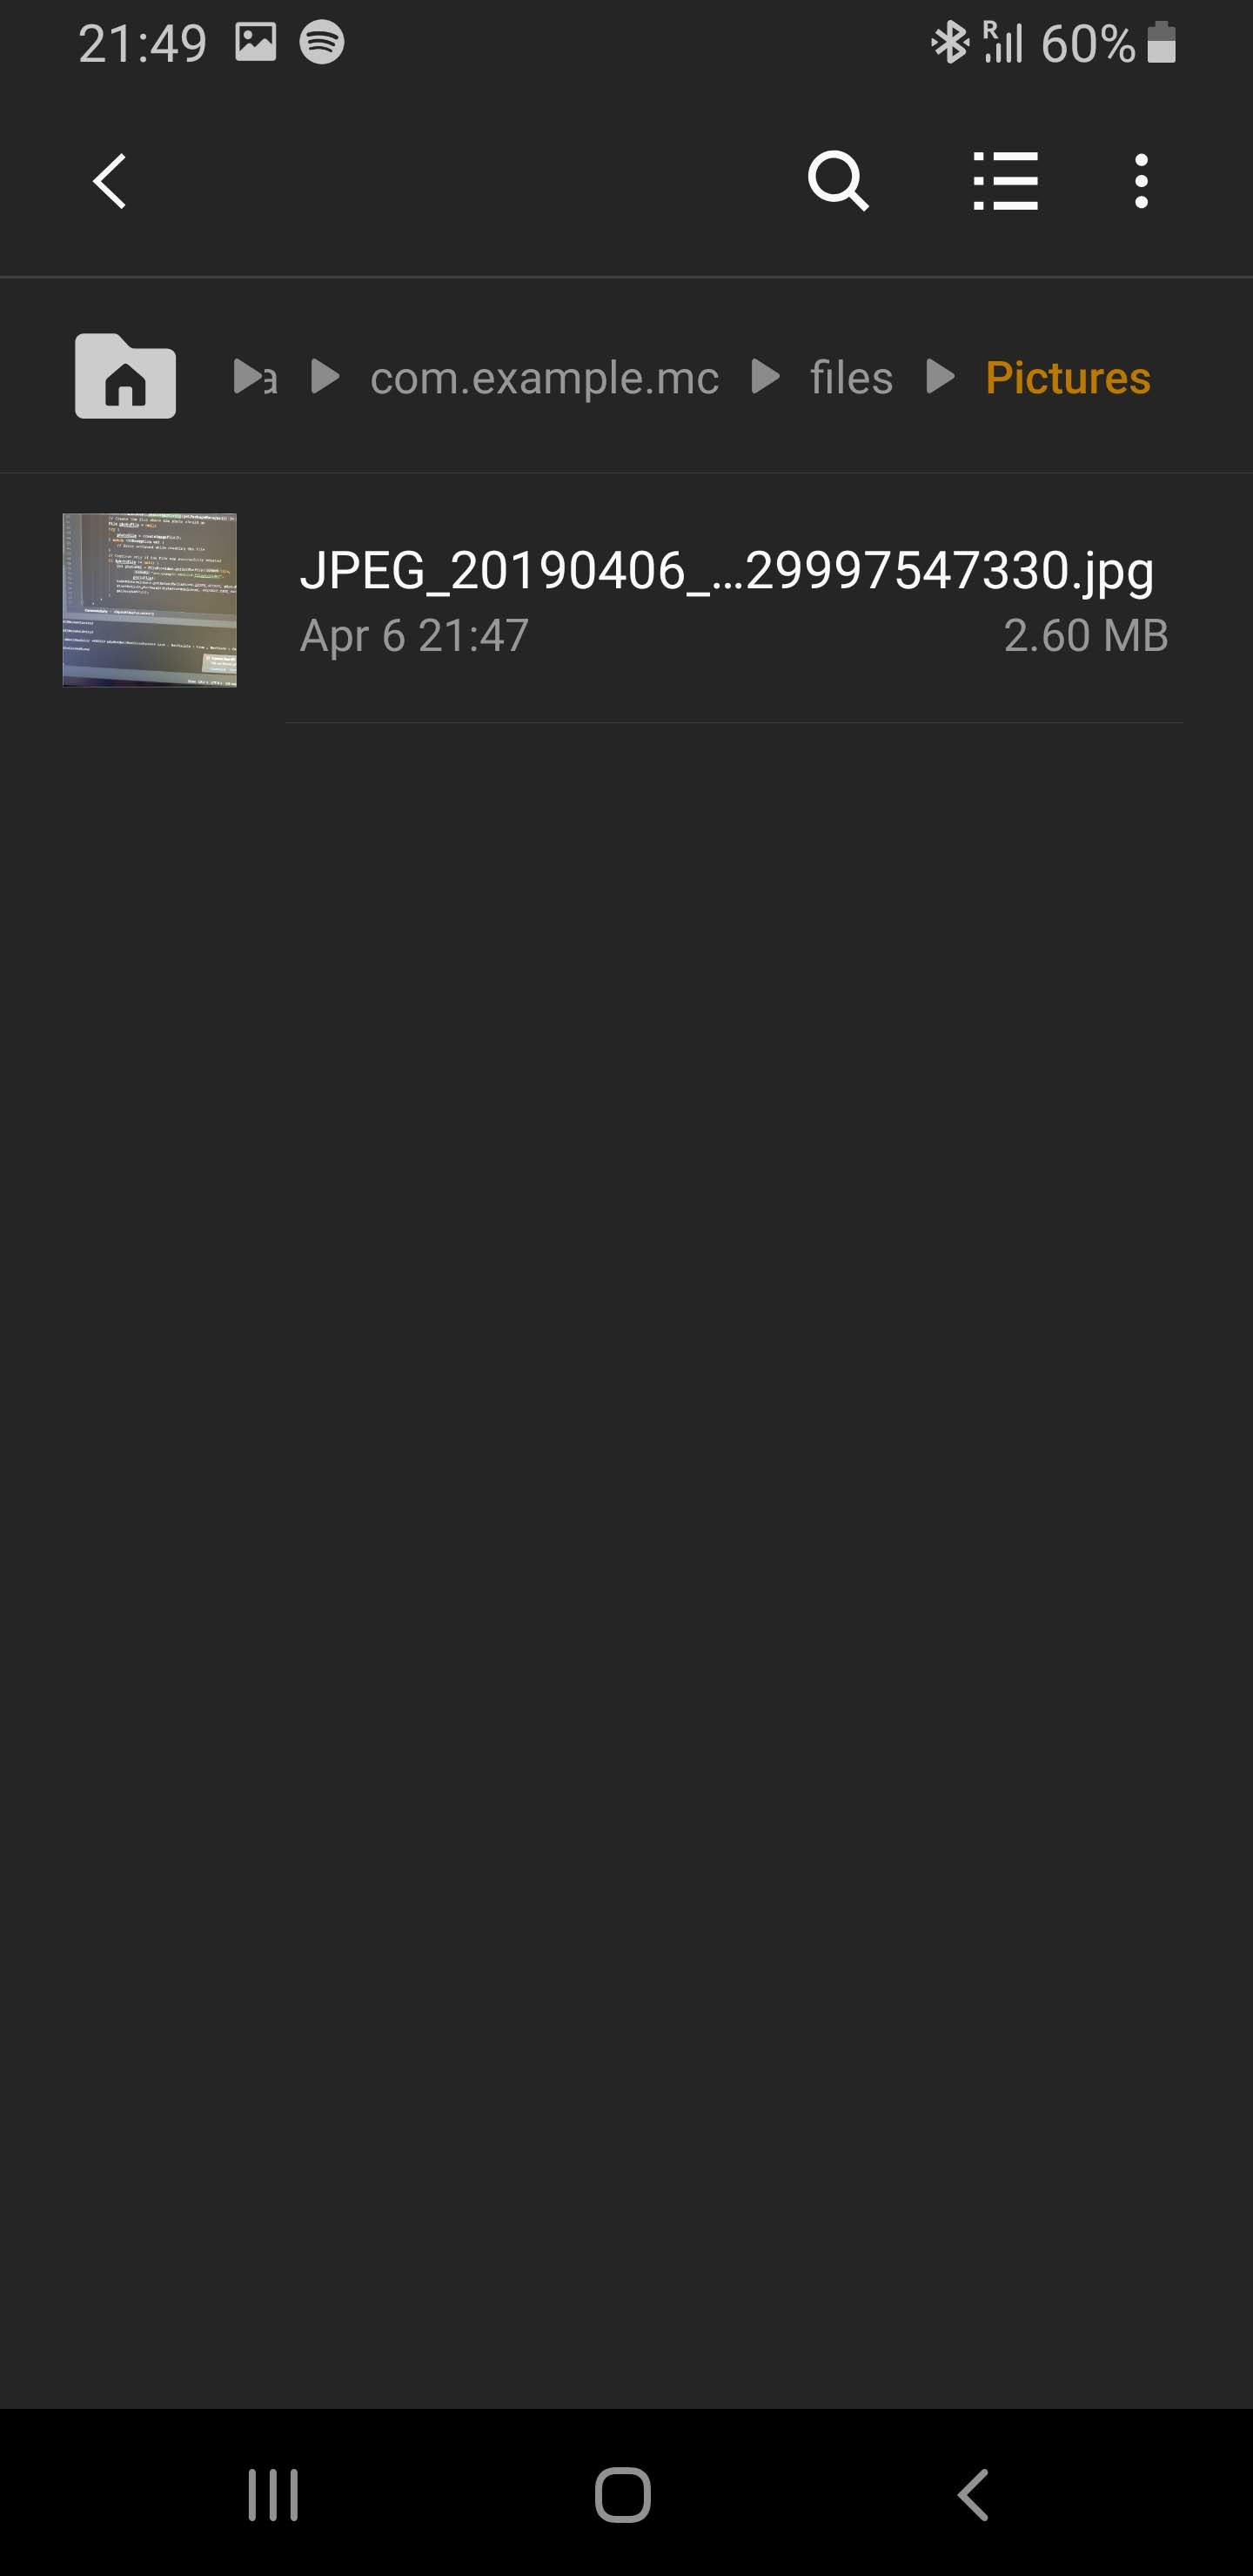 21:49 R 60%
a com.example.mc files Pictures
JPEG_20190406_...29997547330.jpg
Apr 6 21:47 2.60 MB